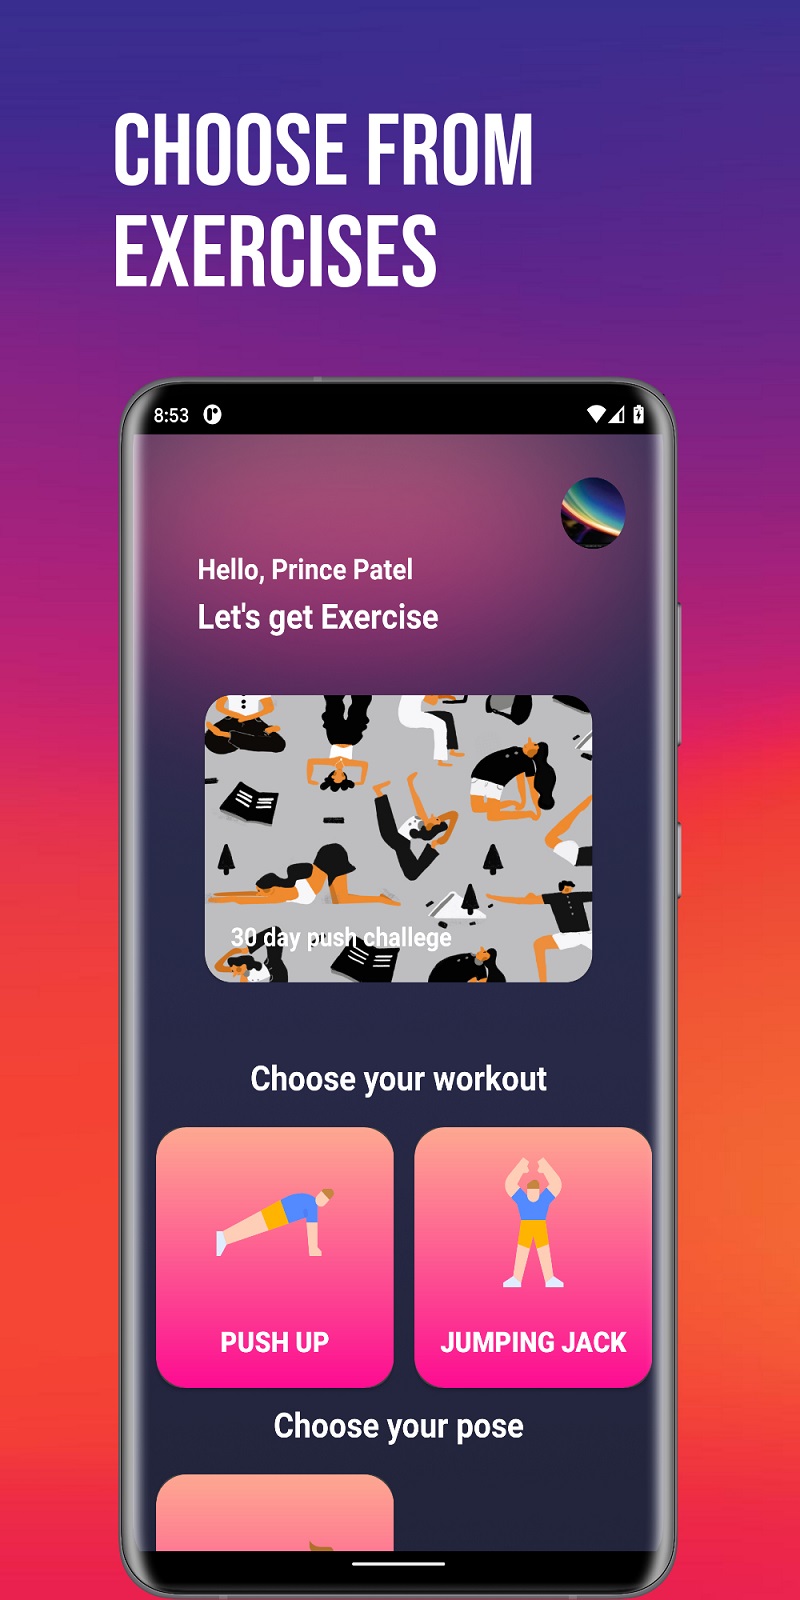 CHOOSE FROM
EXERCISES
8:53
Hello, Prince Patel
Let's get Exercise
30 day push challege
Choose your workout
PUSH UP
JUMPING JACK
Choose your pose